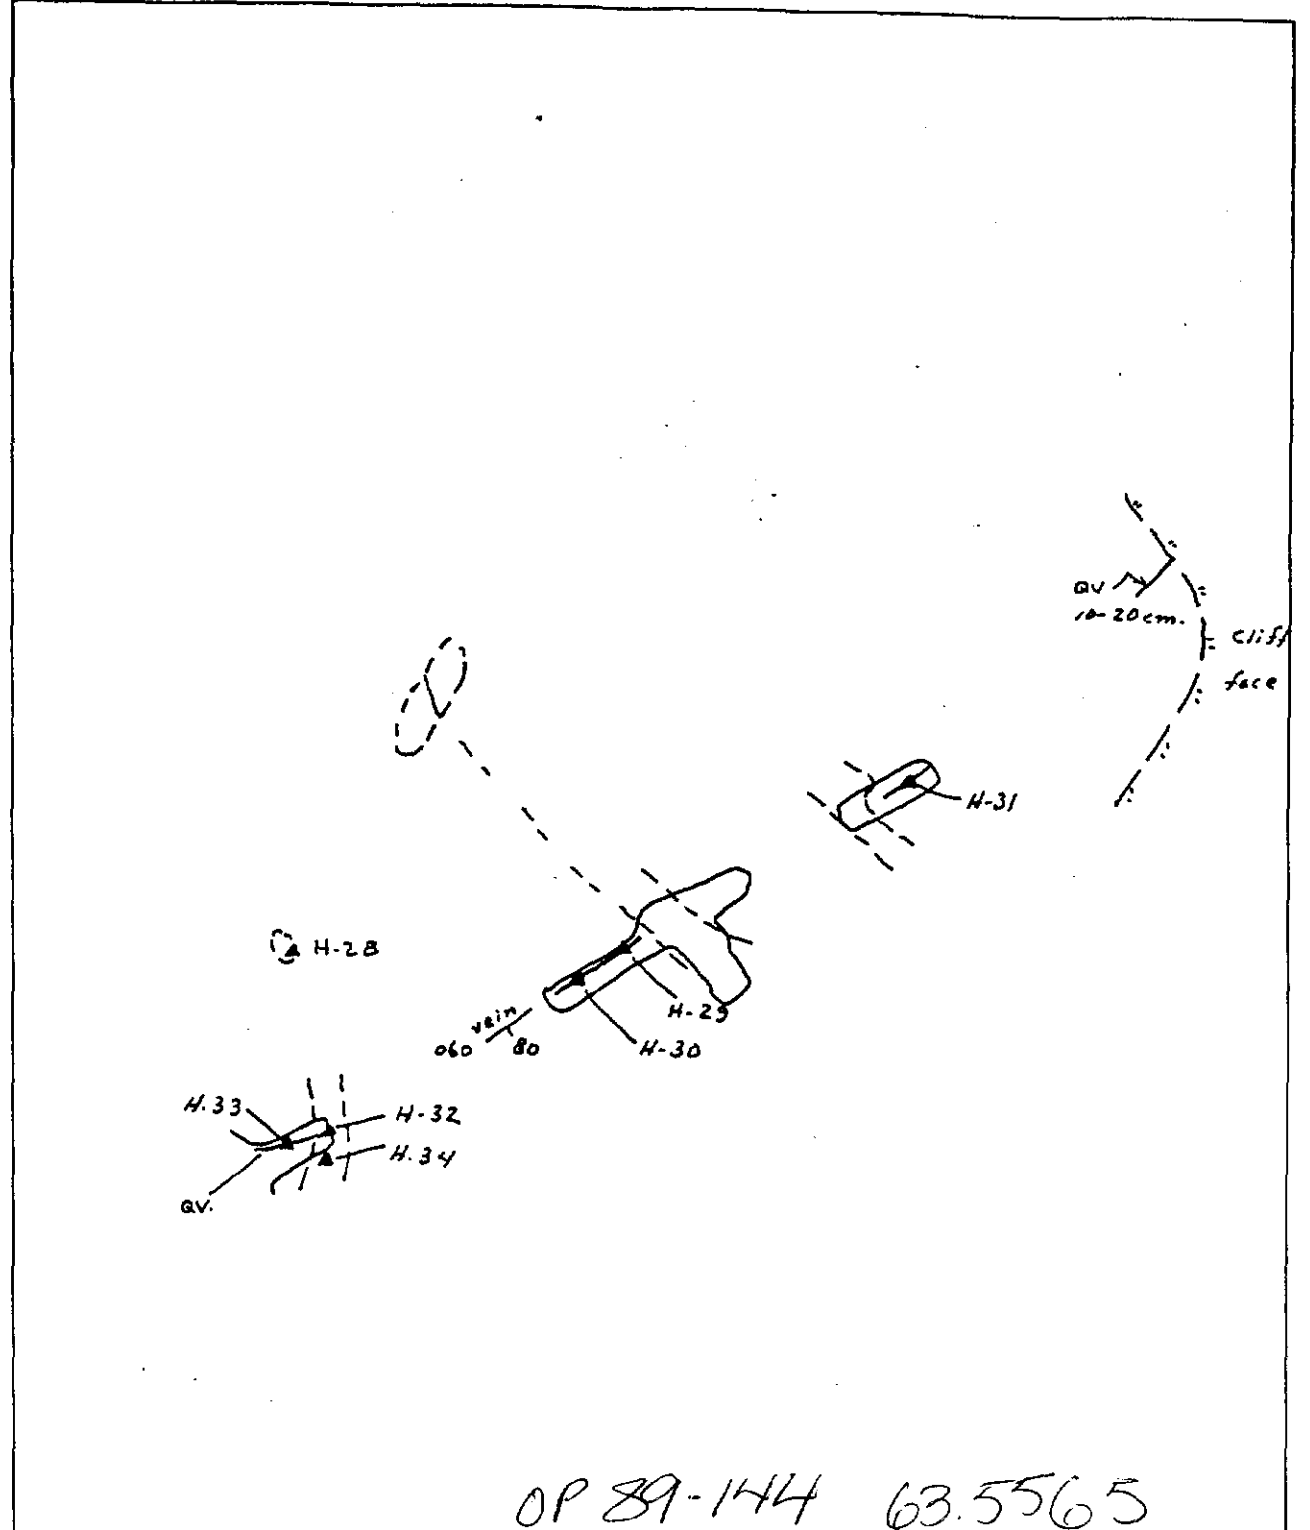 QV
10-20cm.
cliff
face
H-31
H-28
H-29
vein
060 80
H-30
H.33
H-32
H.34
QV.
OP 89-144 63.5565